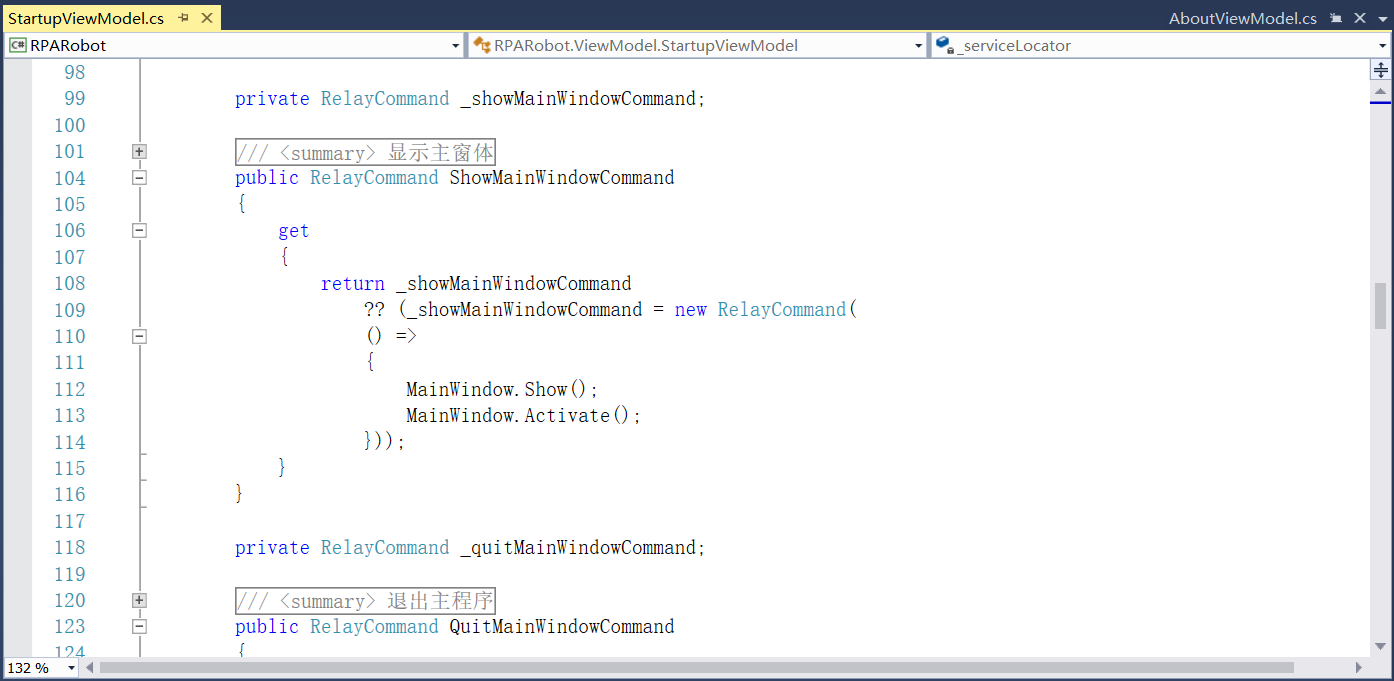 StartupViewModel.cs
AboutViewModel.cs
C# RPARobot
RPARobot.ViewModel.StartupViewModel
_serviceLocator
98
99 private RelayCommand _showMainWindowCommand;
100
101 /// <summary> 显示主窗体
104 public RelayCommand ShowMainWindowCommand
105 {
106 get
107 {
108 return _showMainWindowCommand
109 ?? (_showMainWindowCommand = new RelayCommand(
110 () =>
111 {
112 MainWindow.Show();
113 MainWindow.Activate();
114 }));
115 }
116 }
117
118 private RelayCommand _quitMainWindowCommand;
119
120 /// <summary> 退出主程序
123 public RelayCommand QuitMainWindowCommand
124 {
132 %